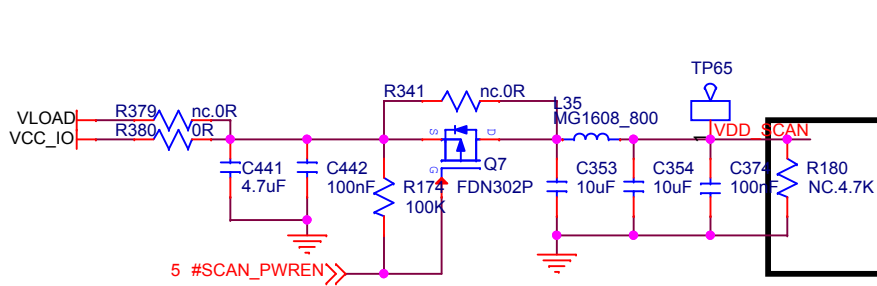 TP65
R341 nc.0R
L35
MG1608_800
VLOAD R379 nc.0R
VCC_IO R380 0R
1 VDD_SCAN
S D
G Q7
FDN302P
C441
4.7uF
C442
100nF
R174
100K
C353
10uF
C354
10uF
C374
100nF
R180
NC.4.7K
5 #SCAN_PWREN